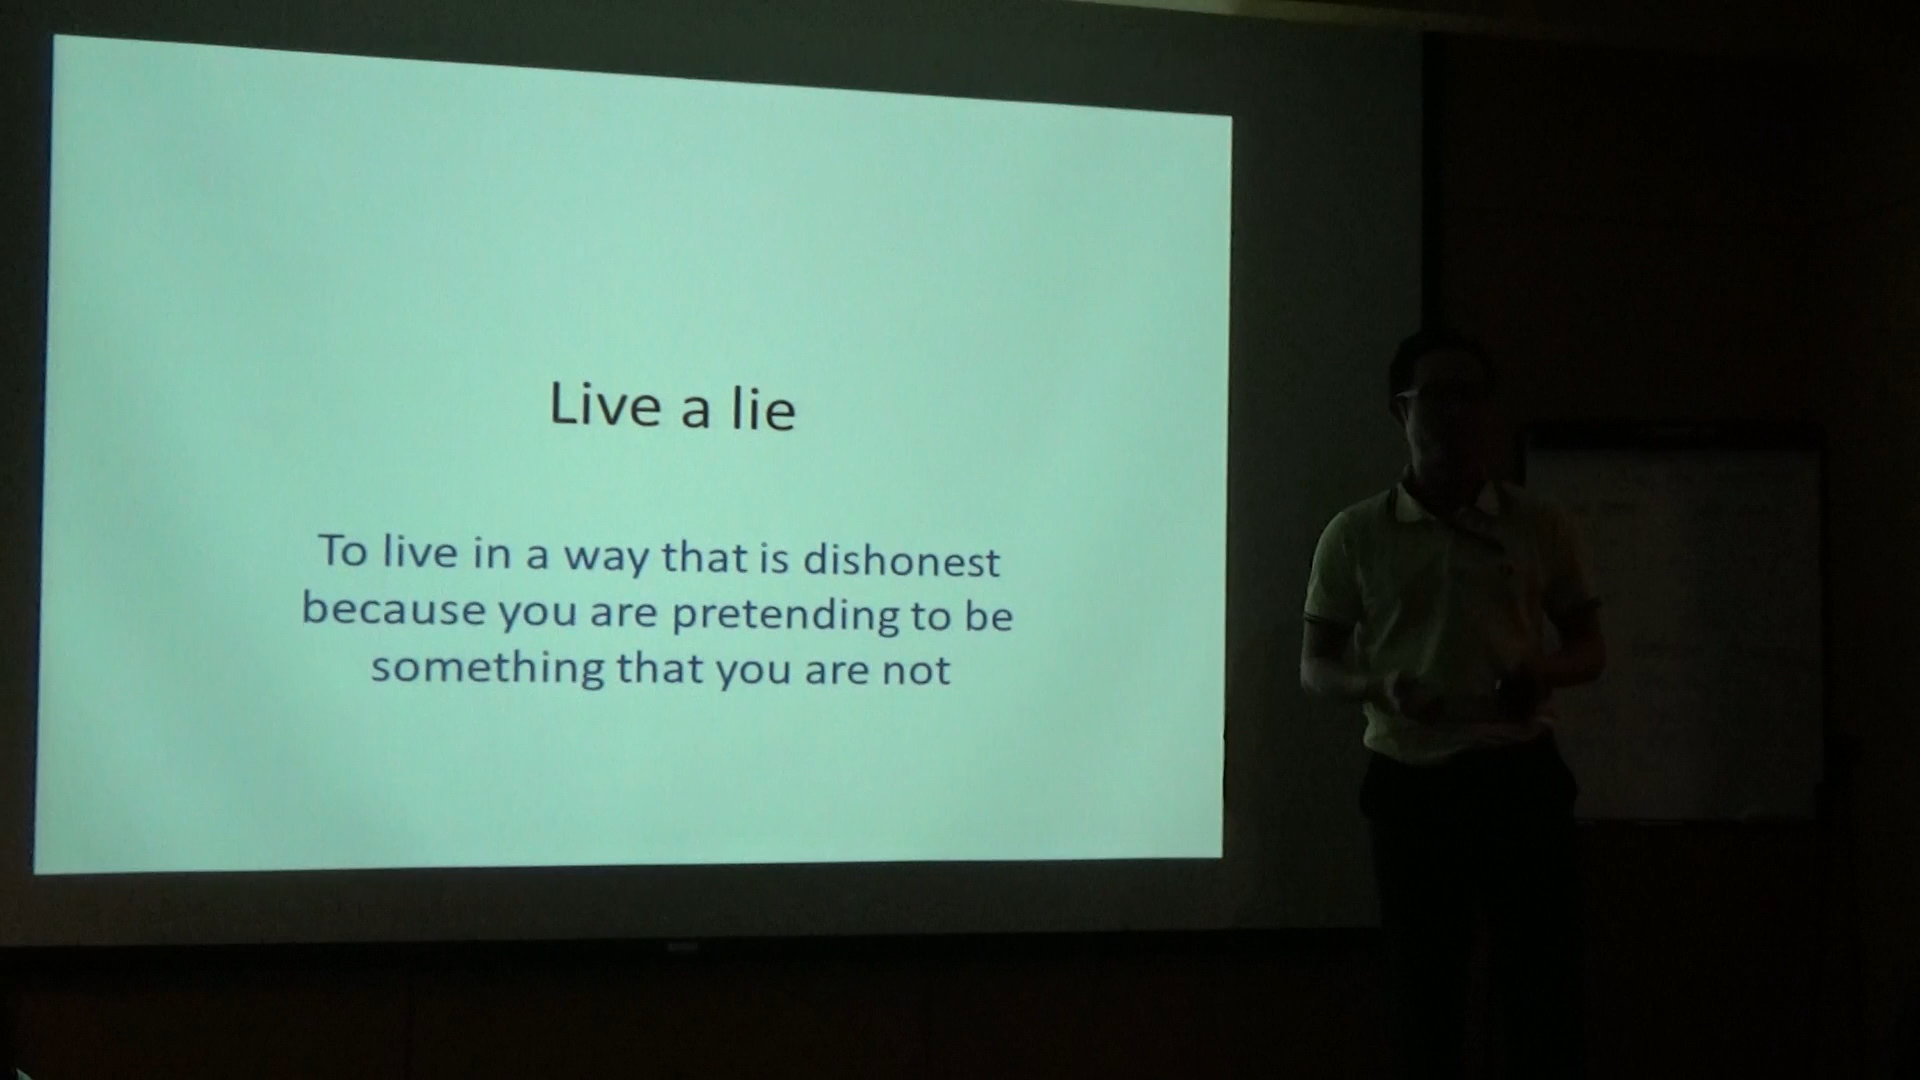 Live a lie
To live in a way that is dishonest
because you are pretending to be
something that you are not